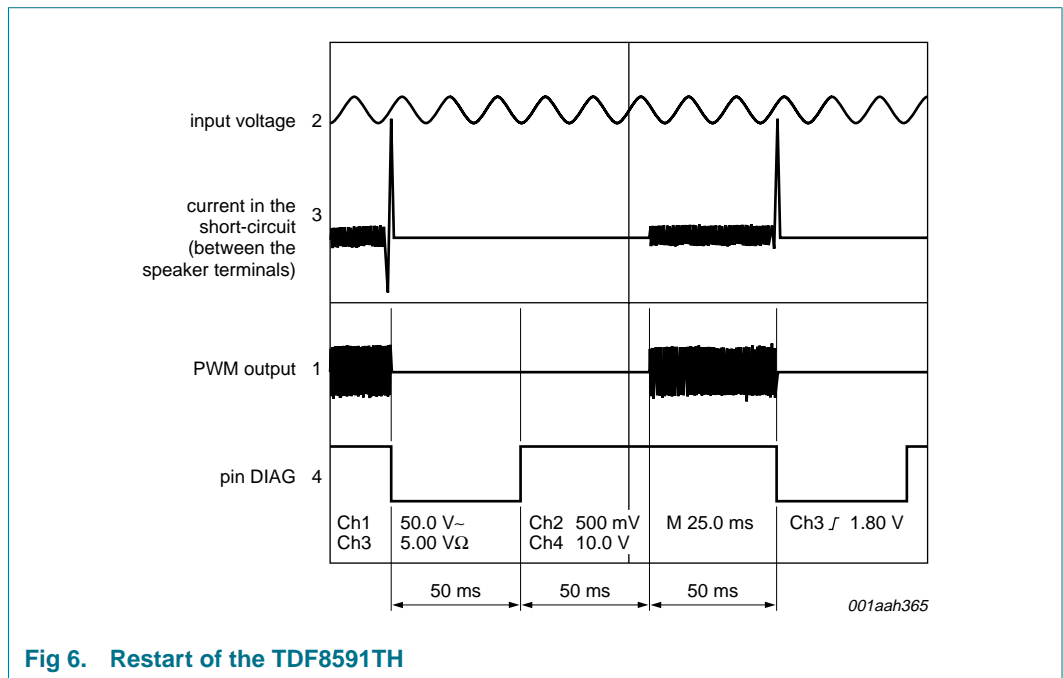 input voltage 2
current in the
short-circuit
(between the
speaker terminals)
3
PWM output 1
pin DIAG 4
Ch1 50.0 V~ Ch2 500 mV M 25.0 ms Ch3 ⨍ 1.80 V
Ch3 5.00 VΩ Ch4 10.0 V
50 ms 50 ms 50 ms
001aah365
Fig 6. Restart of the TDF8591TH